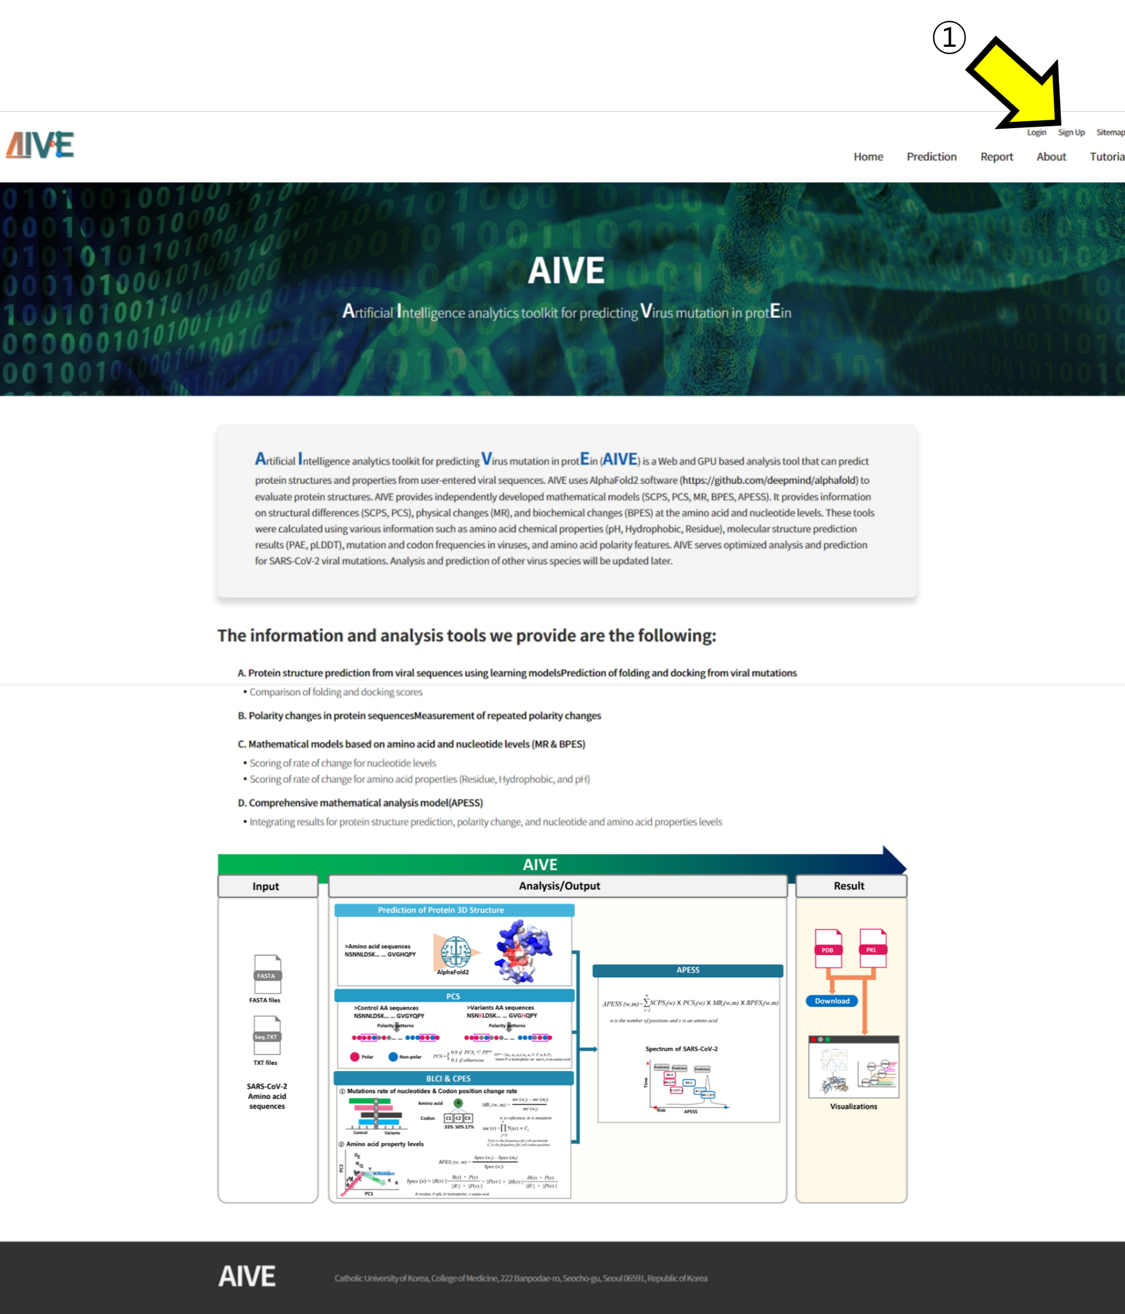 ①
AIVE
Login Sign Up Sitemap
Home Prediction Report About Tutoria
AIVE
Artificial Intelligence analytics toolkit for predicting Virus mutation in protEin
Artificial Intelligence analytics toolkit for predicting Virus mutation in protEin (AIVE) is a Web and GPU based analysis tool that can predict
protein structures and properties from user-entered viral sequences. AIVE uses AlphaFold2 software (https://github.com/deepmind/alphafold) to
evaluate protein structures. AIVE provides independently developed mathematical models (SCPS, PCS, MR, BPES, APESS). It provides information
on structural differences (SCPS, PCS), physical changes (MR), and biochemical changes (BPES) at the amino acid and nucleotide levels. These tools
were calculated using various information such as amino acid chemical properties (pH, Hydrophobic, Residue), molecular structure prediction
results (PAE, pLDDT), mutation and codon frequencies in viruses, and amino acid polarity features. AIVE serves optimized analysis and prediction
for SARS-CoV-2 viral mutations. Analysis and prediction of other virus species will be updated later.
The information and analysis tools we provide are the following:
A. Protein structure prediction from viral sequences using learning modelsPrediction of folding and docking from viral mutations
• Comparison of folding and docking scores
B. Polarity changes in protein sequencesMeasurement of repeated polarity changes
C. Mathematical models based on amino acid and nucleotide levels (MR & BPES)
• Scoring of rate of change for nucleotide levels
• Scoring of rate of change for amino acid properties (Residue, Hydrophobic, and pH)
D. Comprehensive mathematical analysis model(APESS)
• Integrating results for protein structure prediction, polarity change, and nucleotide and amino acid properties levels
AIVE
Input
FASTA
FASTA files
Seq.TXT
TXT files
SARS-CoV-2
Amino acid
sequences
Analysis/Output
Prediction of Protein 3D Structure
>Amino acid sequences
NSNNLDSK... ... GVGHQPY
AlphaFold2
PCS
>Control AA sequences
NSNNLDSK... ... GVGYQPY
>Variants AA sequences
NSNKLDSK... ... GVGHQPY
Polarity patterns
Polarity patterns
Polar
Non-polar
BLCI & CPES
① Mutations rate of nucleotides & Codon position change rate
Control Variants
Amino acid A
Codon C1 C2 C3
33% 50% 17%
② Amino acid property levels
PC2
PC1
APESS
n is the number of positions and s is an amino acid
Spectrum of SARS-CoV-2
Time
Prediction Prediction Prediction
Risk
APESS
Result
PDB PKL
Download
Visualizations
AIVE
Catholic University of Korea, College of Medicine, 222 Banpodae-ro, Seocho-gu, Seoul 06591, Republic of Korea